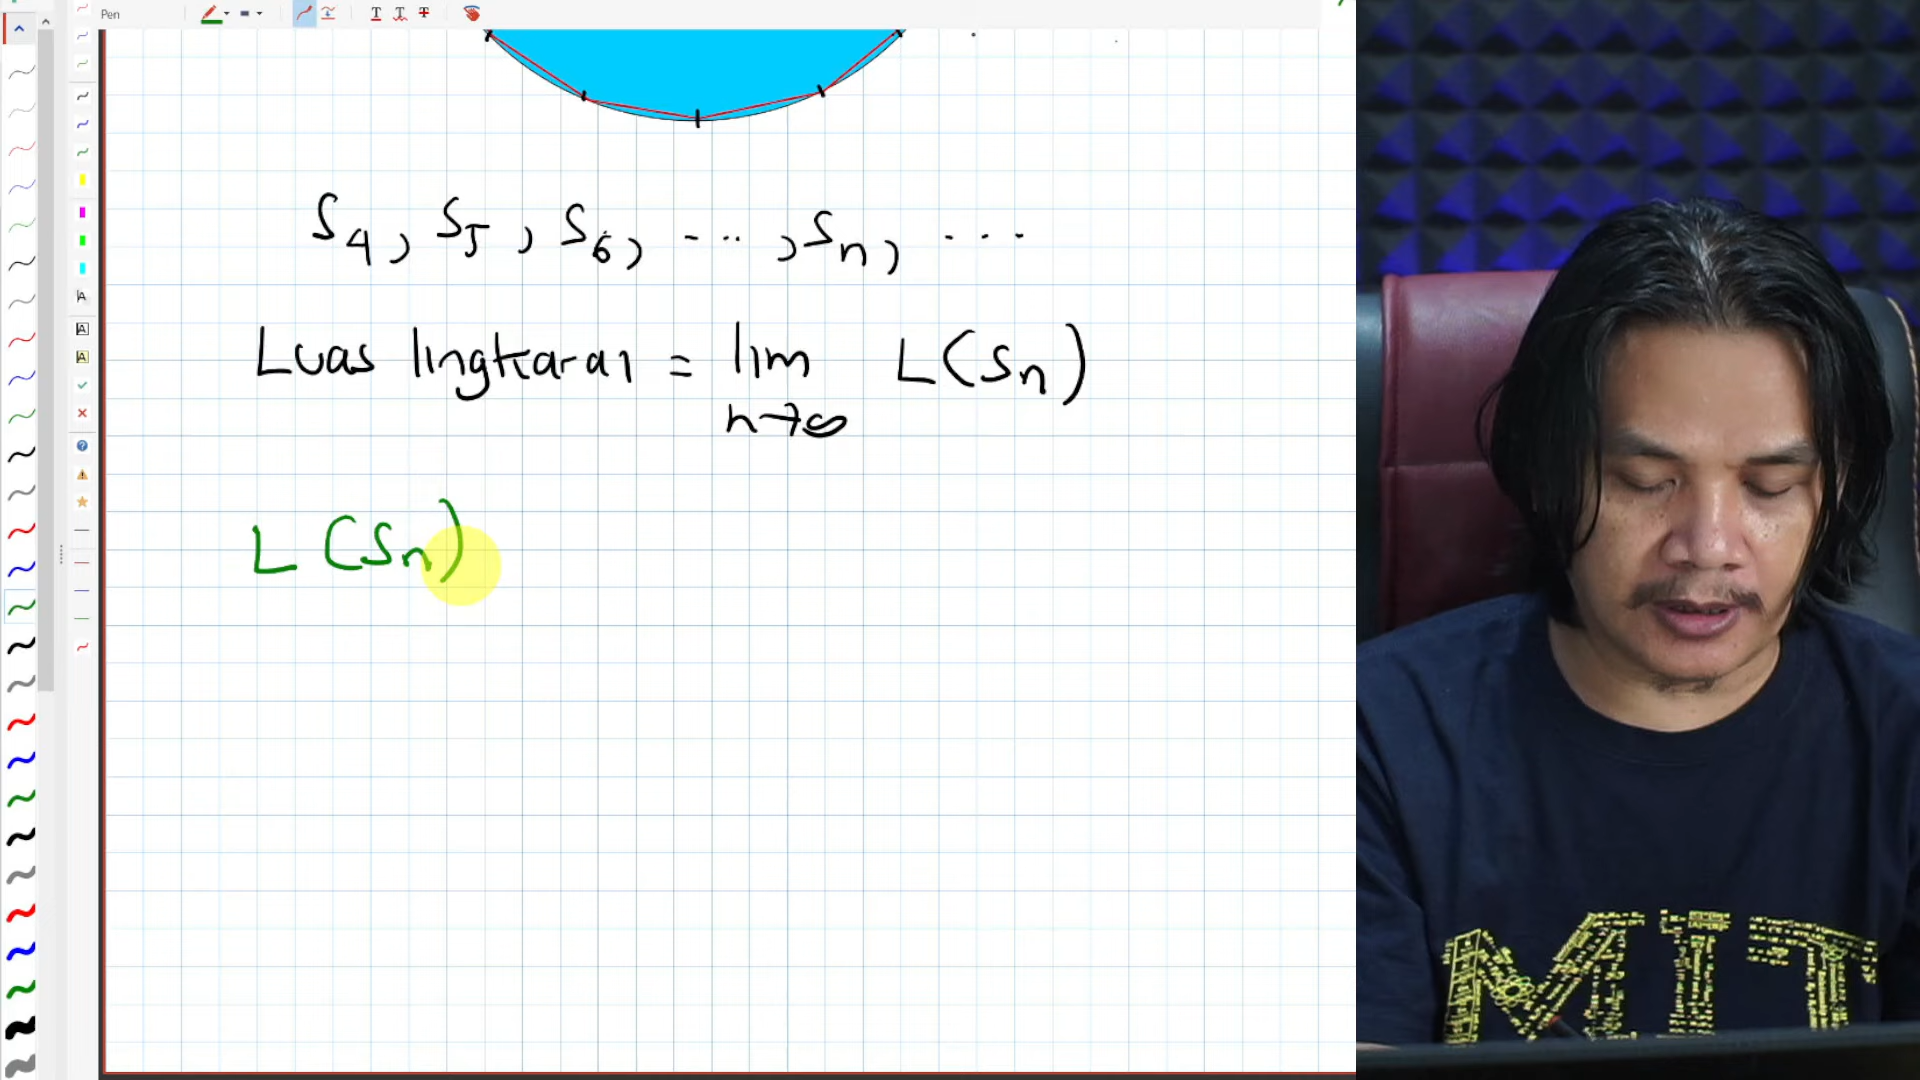 Pen
S4, S5, S6, ..., Sn, ...
Luas lingkaran = lim L(Sn)
n→∞
L(Sn)
MIT